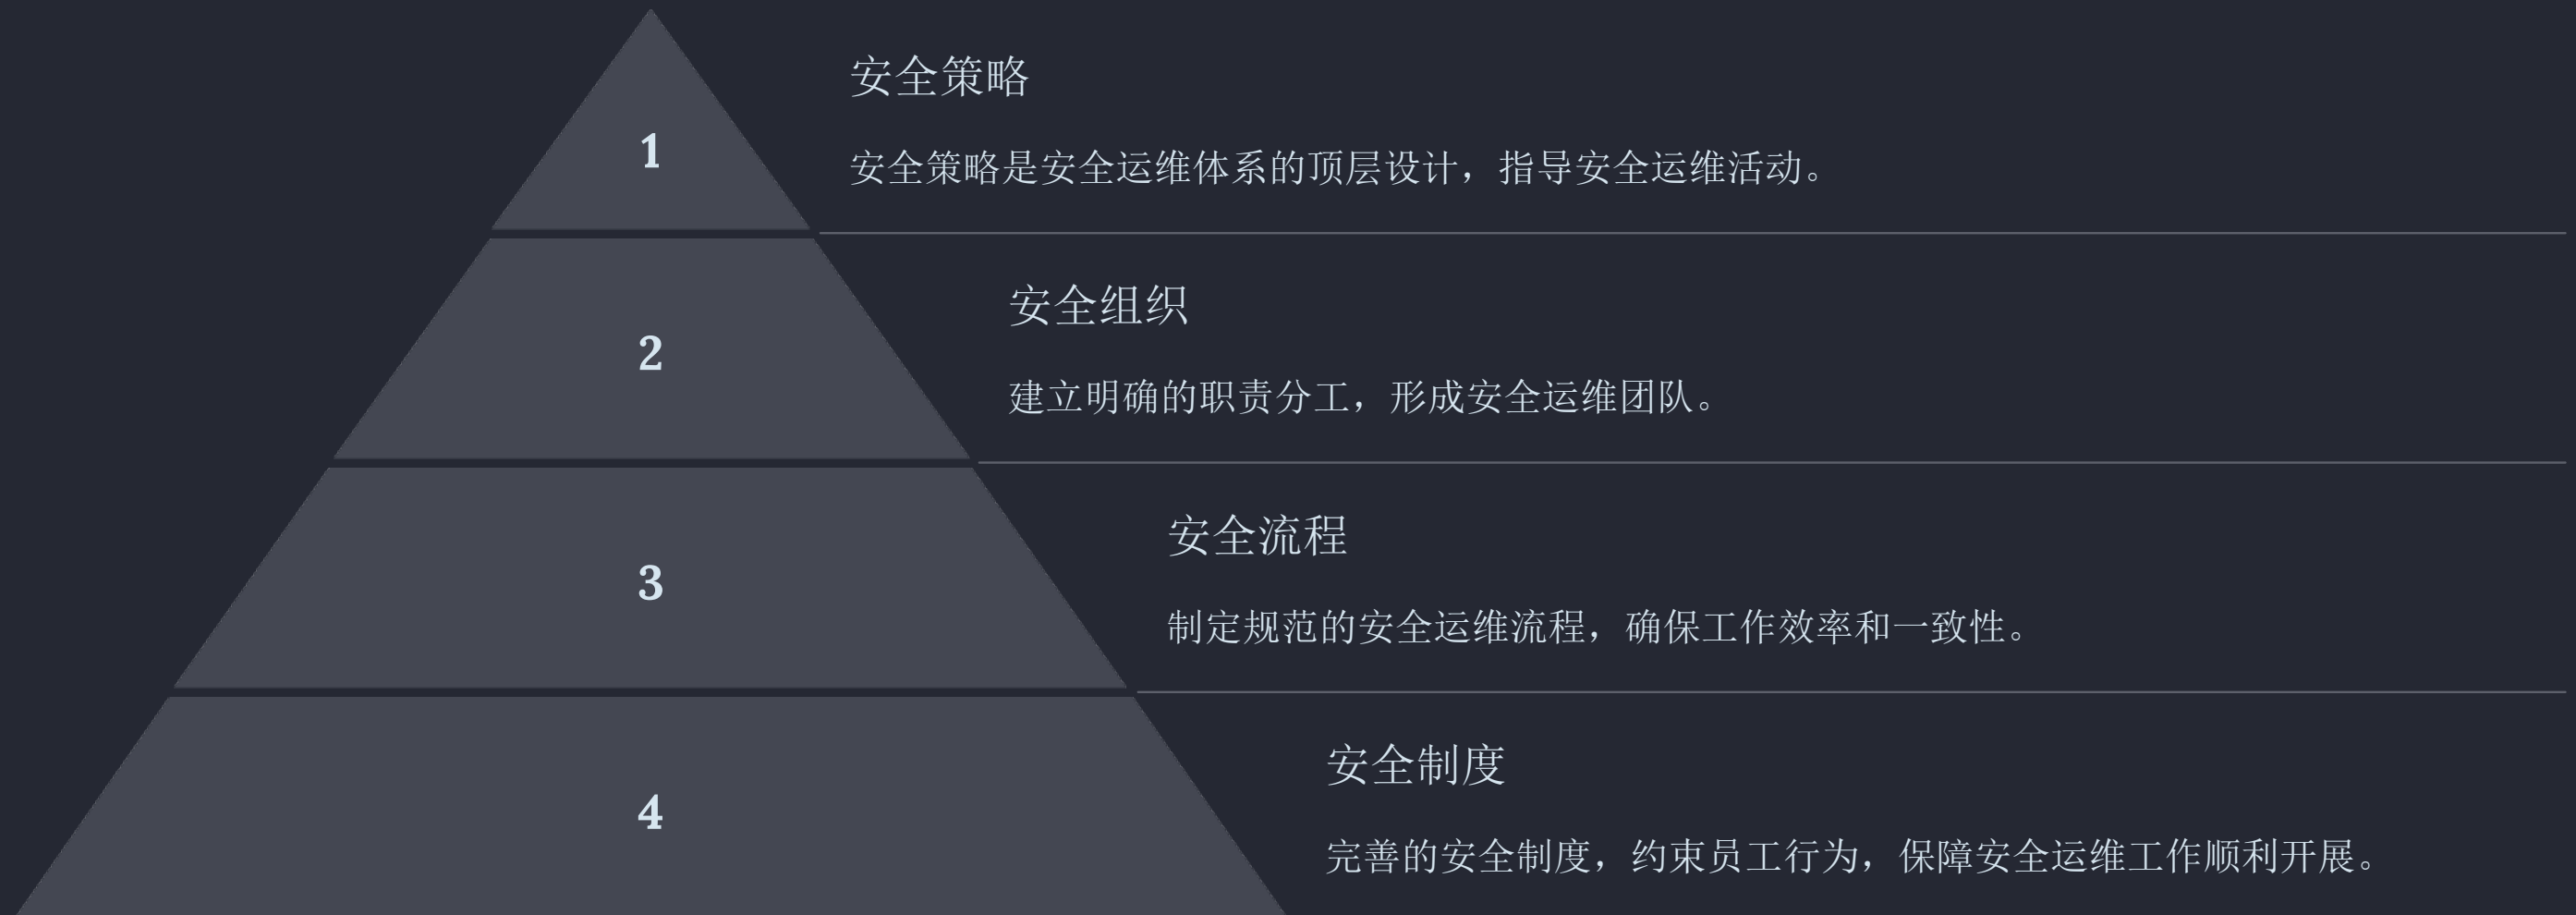 1
安全策略
安全策略是安全运维体系的顶层设计，指导安全运维活动。
2
安全组织
建立明确的职责分工，形成安全运维团队。
3
安全流程
制定规范的安全运维流程，确保工作效率和一致性。
4
安全制度
完善的安全制度，约束员工行为，保障安全运维工作顺利开展。